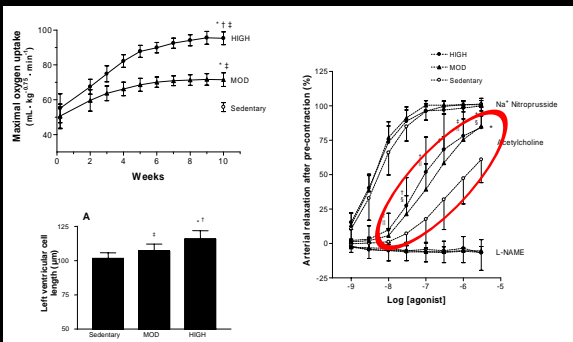 Maximal oxygen uptake
(mL · kg⁻⁰·⁷⁵ · min⁻¹)
100
80
60
40
* † ‡
HIGH
* ‡
MOD
Sedentary
0
2
4
6
8
10
Weeks
A
Left ventricular cell
length (µm)
125
100
75
50
‡
* †
Sedentary
MOD
HIGH
HIGH
MOD
Sedentary
Arterial relaxation after pre-contraction (%)
125
100
75
50
25
0
-25
Na⁺ Nitroprusside
Acetylcholine
L-NAME
-9
-8
-7
-6
-5
Log [agonist]